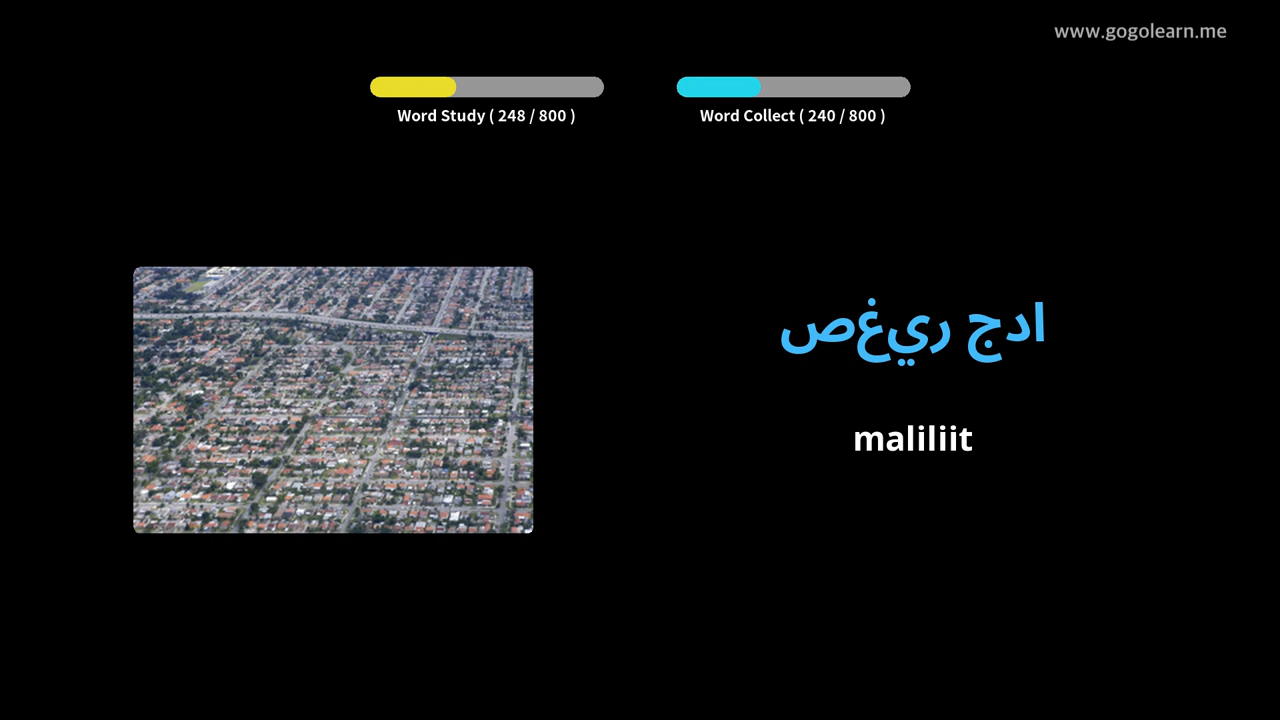 www.gogolearn.me
Word Study ( 248 / 800 )
Word Collect ( 240 / 800 )
صغير جدا
maliliit